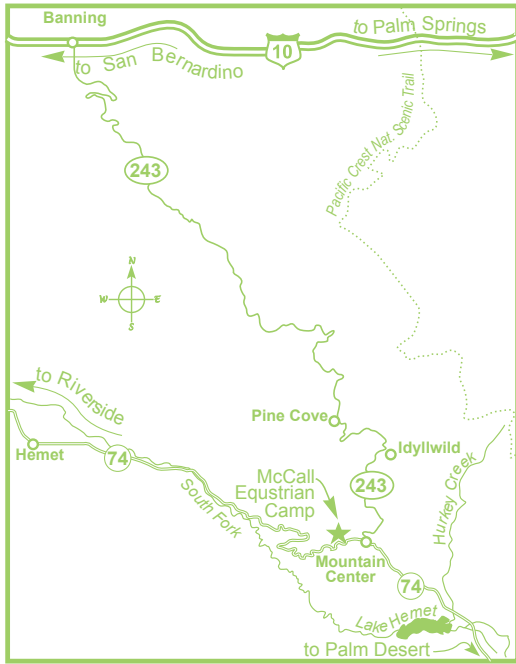 Banning
to Palm Springs
10
to San Bernardino
Pacific Crest Nat. Scenic Trail
243
N
W E
S
to Riverside
Pine Cove
Hemet
74
Idyllwild
McCall
Equstrian
Camp
243
South Fork
Hurkey Creek
Mountain
Center
74
Lake Hemet
to Palm Desert